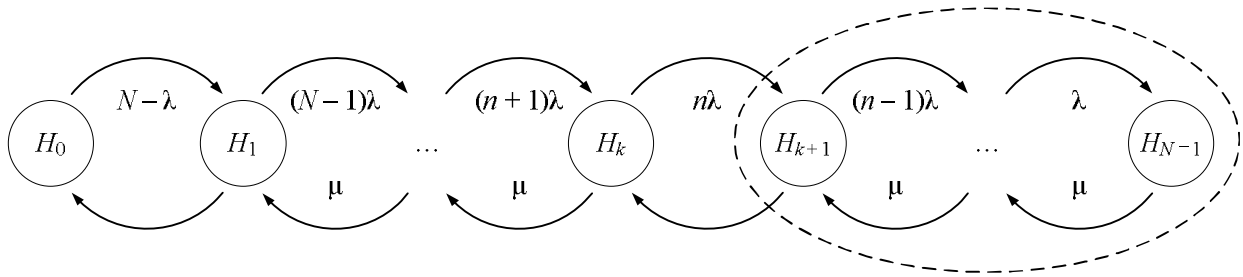 N – λ (N – 1)λ (n + 1)λ nλ (n – 1)λ λ
H0 H1 ... Hk Hk+1 ... HN–1
μ μ μ μ